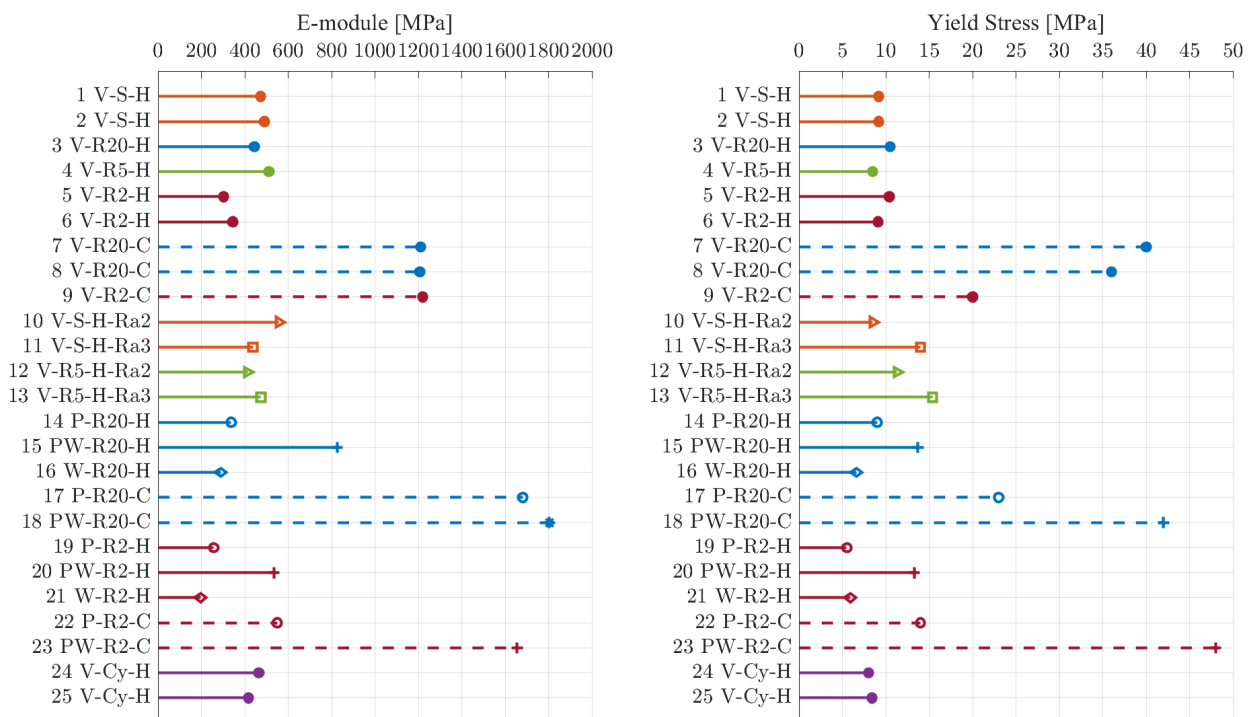 E-module [MPa]
0 200 400 600 800 1000 1200 1400 1600 1800 2000
1 V-S-H
2 V-S-H
3 V-R20-H
4 V-R5-H
5 V-R2-H
6 V-R2-H
7 V-R20-C
8 V-R20-C
9 V-R2-C
10 V-S-H-Ra2
11 V-S-H-Ra3
12 V-R5-H-Ra2
13 V-R5-H-Ra3
14 P-R20-H
15 PW-R20-H
16 W-R20-H
17 P-R20-C
18 PW-R20-C
19 P-R2-H
20 PW-R2-H
21 W-R2-H
22 P-R2-C
23 PW-R2-C
24 V-Cy-H
25 V-Cy-H
Yield Stress [MPa]
0 5 10 15 20 25 30 35 40 45 50
1 V-S-H
2 V-S-H
3 V-R20-H
4 V-R5-H
5 V-R2-H
6 V-R2-H
7 V-R20-C
8 V-R20-C
9 V-R2-C
10 V-S-H-Ra2
11 V-S-H-Ra3
12 V-R5-H-Ra2
13 V-R5-H-Ra3
14 P-R20-H
15 PW-R20-H
16 W-R20-H
17 P-R20-C
18 PW-R20-C
19 P-R2-H
20 PW-R2-H
21 W-R2-H
22 P-R2-C
23 PW-R2-C
24 V-Cy-H
25 V-Cy-H